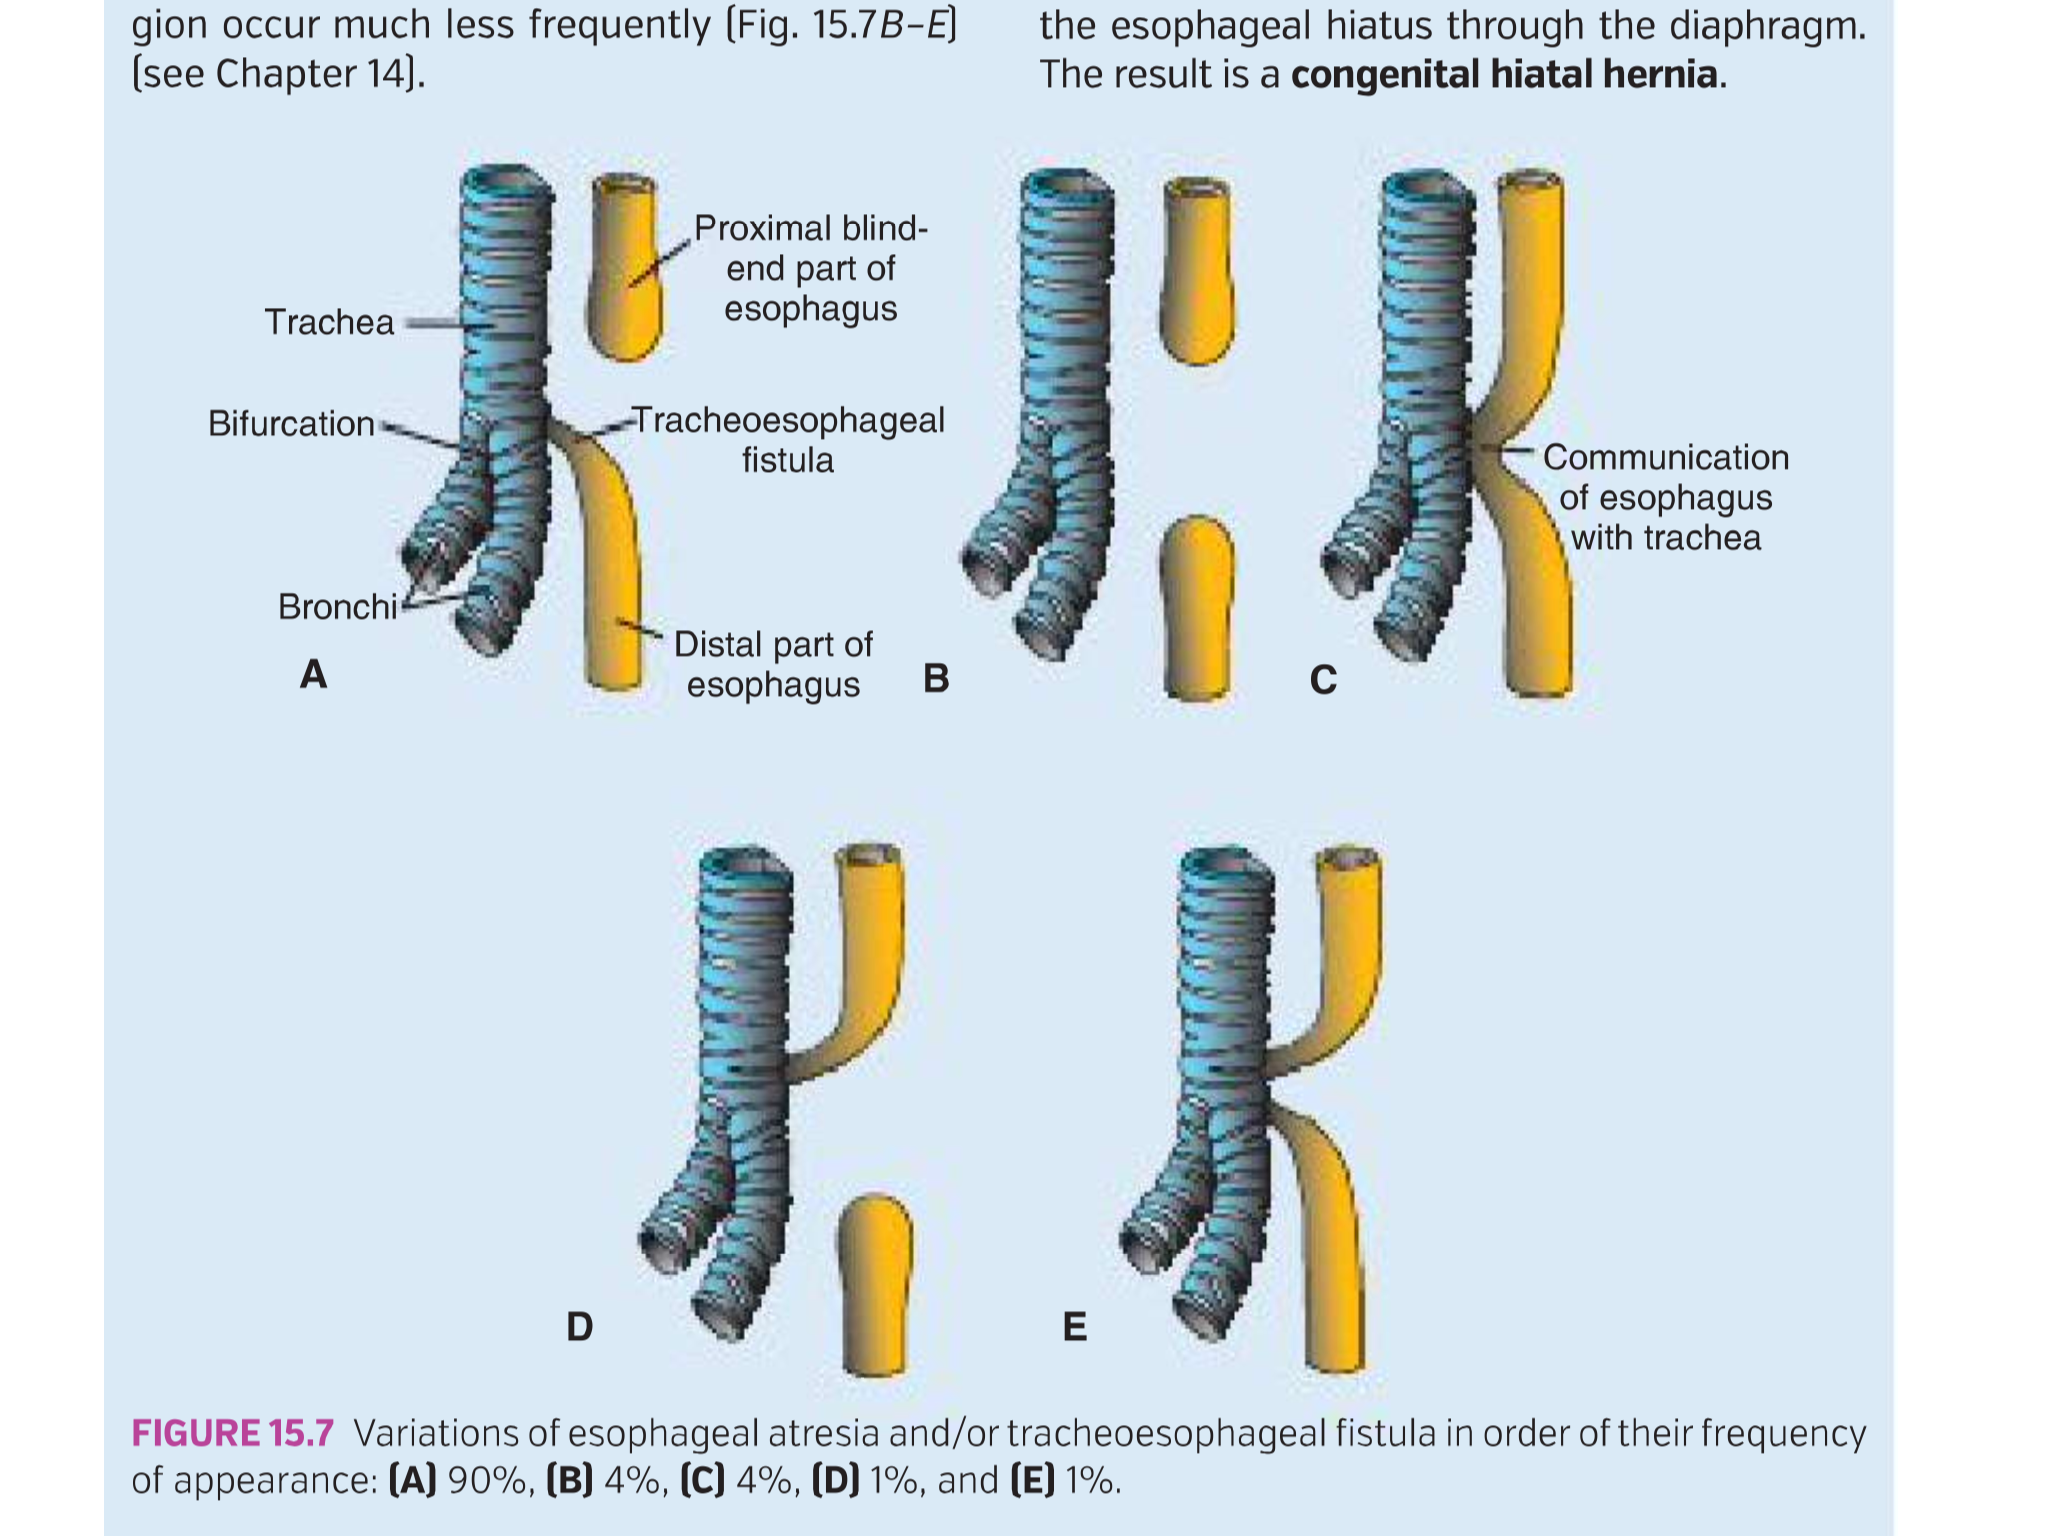 gion occur much less frequently (Fig. 15.7B–E)
(see Chapter 14).
the esophageal hiatus through the diaphragm.
The result is a congenital hiatal hernia.
Proximal blind-
end part of
esophagus
Trachea
Bifurcation
Tracheoesophageal
fistula
Bronchi
Distal part of
esophagus
A
B
Communication
of esophagus
with trachea
C
D
E
FIGURE 15.7 Variations of esophageal atresia and/or tracheoesophageal fistula in order of their frequency
of appearance: (A) 90%, (B) 4%, (C) 4%, (D) 1%, and (E) 1%.